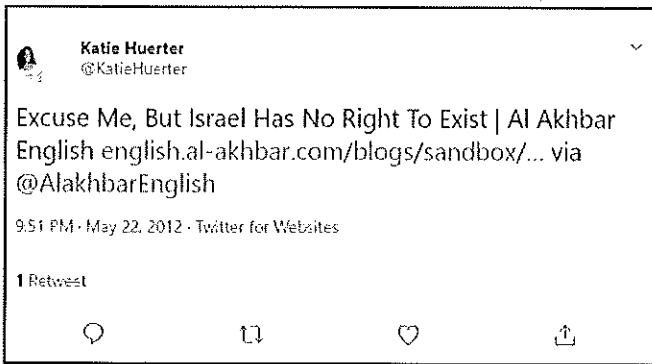 Katie Huerter
@KatieHuerter
Excuse Me, But Israel Has No Right To Exist | Al Akhbar
English english.al-akhbar.com/blogs/sandbox/... via
@AlakhbarEnglish
9:51 PM · May 22, 2012 · Twitter for Websites
1 Retweet